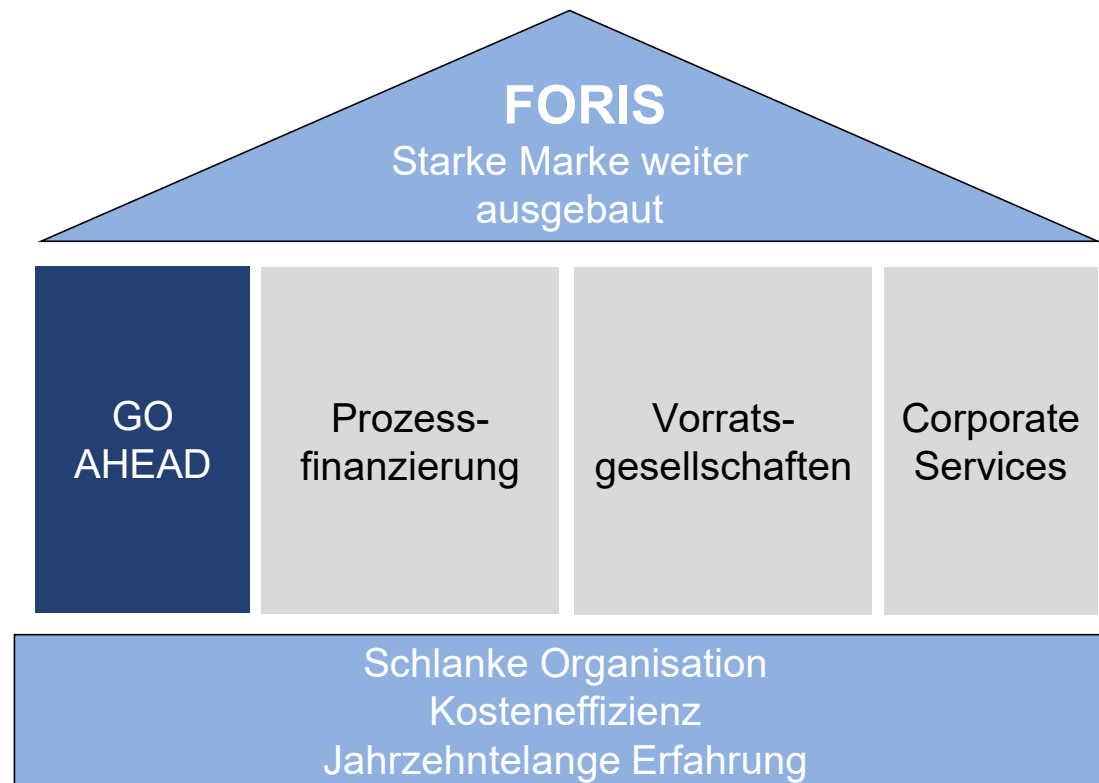 FORIS
Starke Marke weiter
ausgebaut
GO
AHEAD
Prozess-
finanzierung
Vorrats-
gesellschaften
Corporate
Services
Schlanke Organisation
Kosteneffizienz
Jahrzehntelange Erfahrung